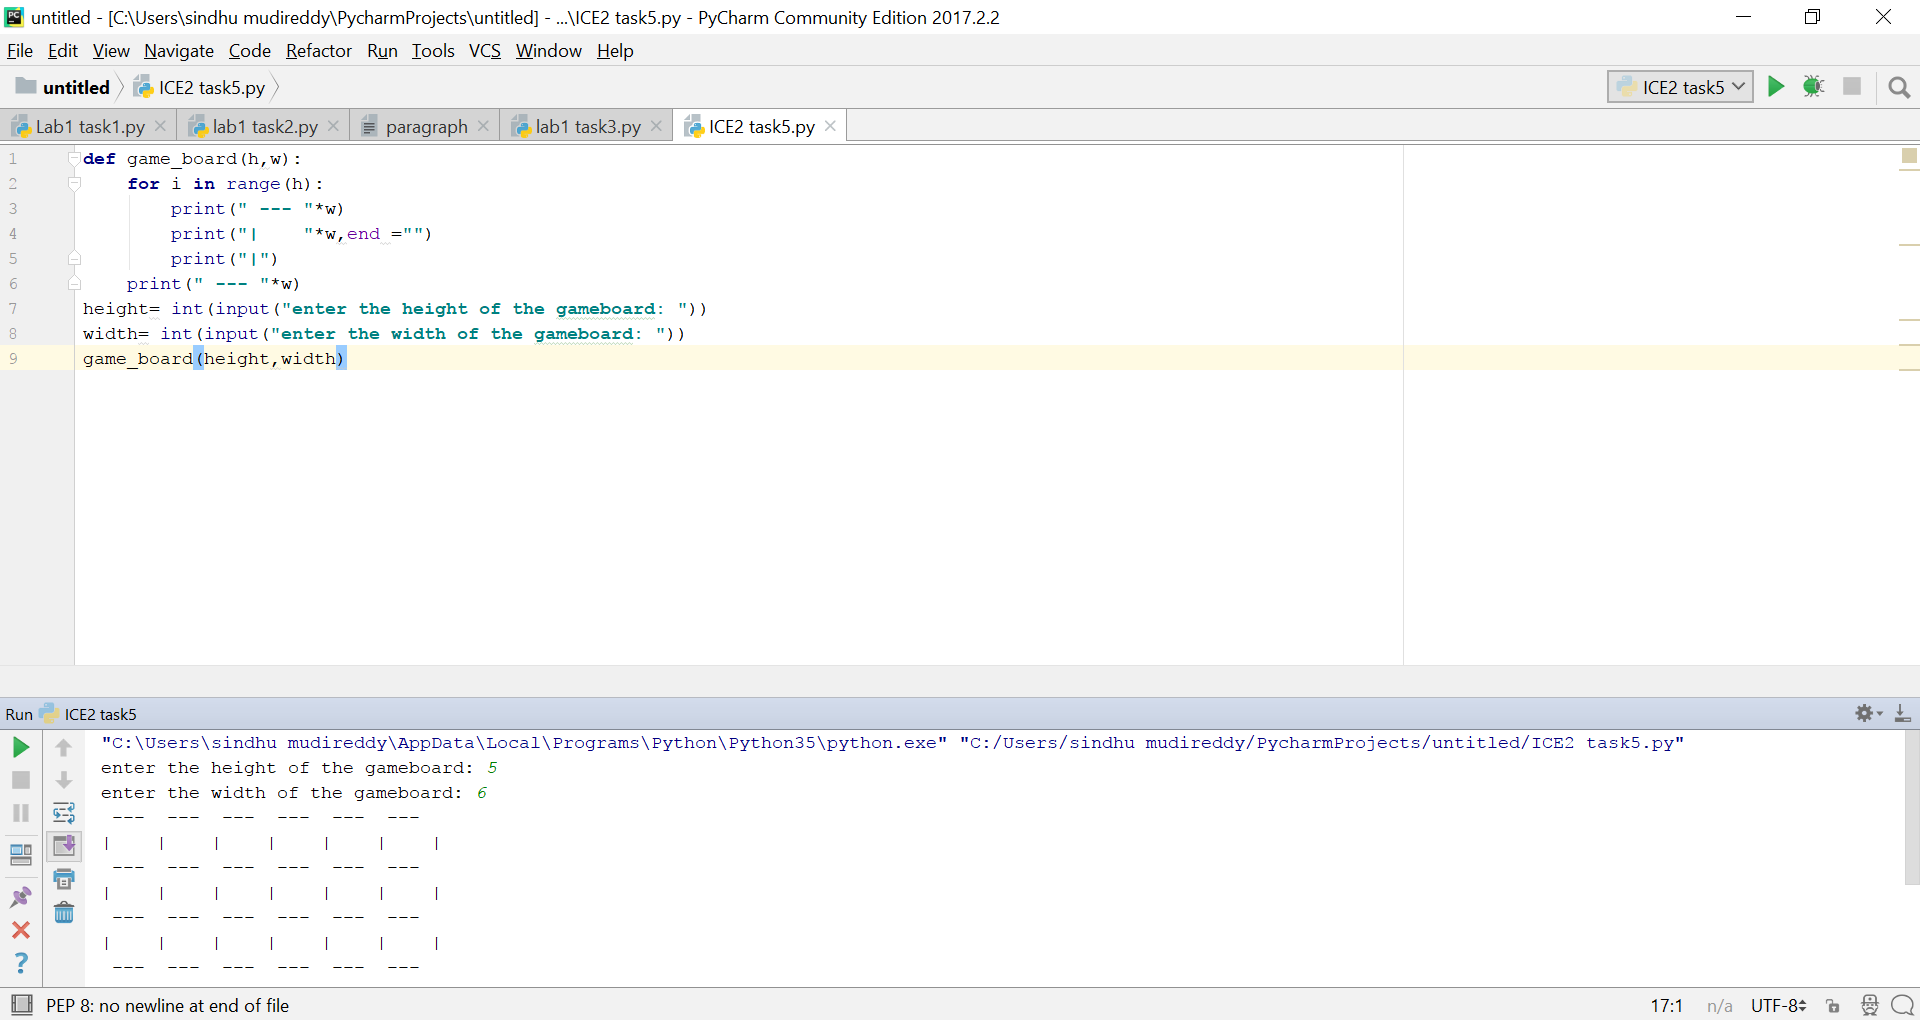 PC untitled - [C:\Users\sindhu mudireddy\PycharmProjects\untitled] - ...\ICE2 task5.py - PyCharm Community Edition 2017.2.2
File Edit View Navigate Code Refactor Run Tools VCS Window Help
untitled ICE2 task5.py ICE2 task5
Lab1 task1.py lab1 task2.py paragraph lab1 task3.py ICE2 task5.py
1 def game_board(h,w):
2     for i in range(h):
3         print(" --- "*w)
4         print("|    "*w,end ="")
5         print("|")
6     print(" --- "*w)
7 height= int(input("enter the height of the gameboard: "))
8 width= int(input("enter the width of the gameboard: "))
9 game_board(height,width)
Run ICE2 task5
"C:\Users\sindhu mudireddy\AppData\Local\Programs\Python\Python35\python.exe" "C:/Users/sindhu mudireddy/PycharmProjects/untitled/ICE2 task5.py"
enter the height of the gameboard: 5
enter the width of the gameboard: 6
 ---  ---  ---  ---  ---  --- 
|    |    |    |    |    |    |
 ---  ---  ---  ---  ---  --- 
|    |    |    |    |    |    |
 ---  ---  ---  ---  ---  --- 
|    |    |    |    |    |    |
 ---  ---  ---  ---  ---  --- 
PEP 8: no newline at end of file 17:1 n/a UTF-8